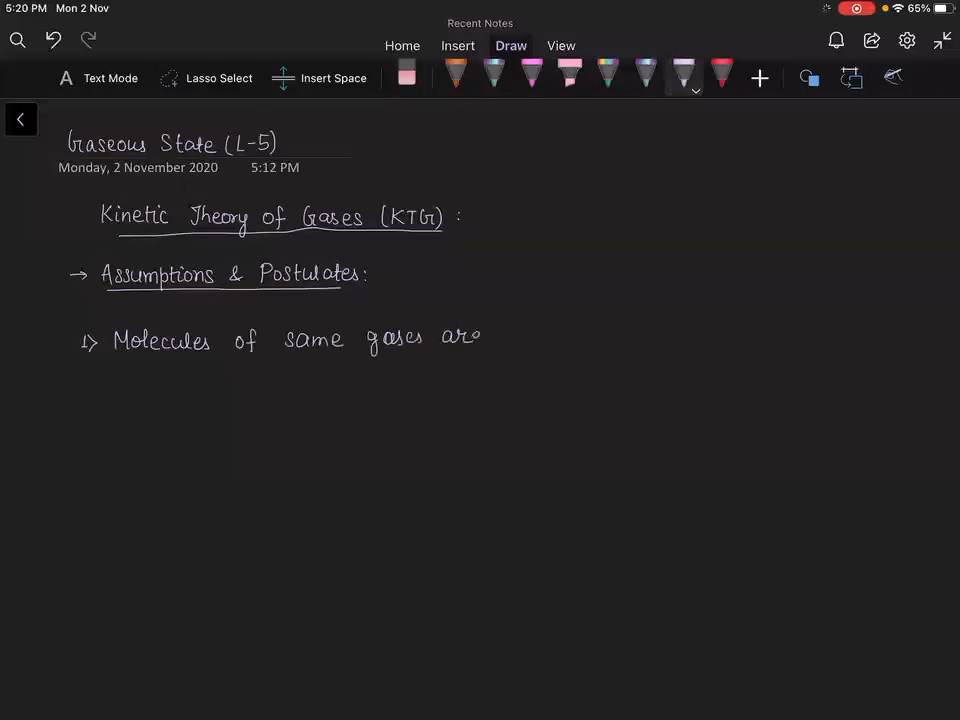 5:20 PM Mon 2 Nov
65%
Recent Notes
Home Insert Draw View
A Text Mode Lasso Select Insert Space
Gaseous State (L-5)
Monday, 2 November 2020 5:12 PM
Kinetic Theory of Gases (KTG) :
→ Assumptions & Postulates:
1> Molecules of same gases are